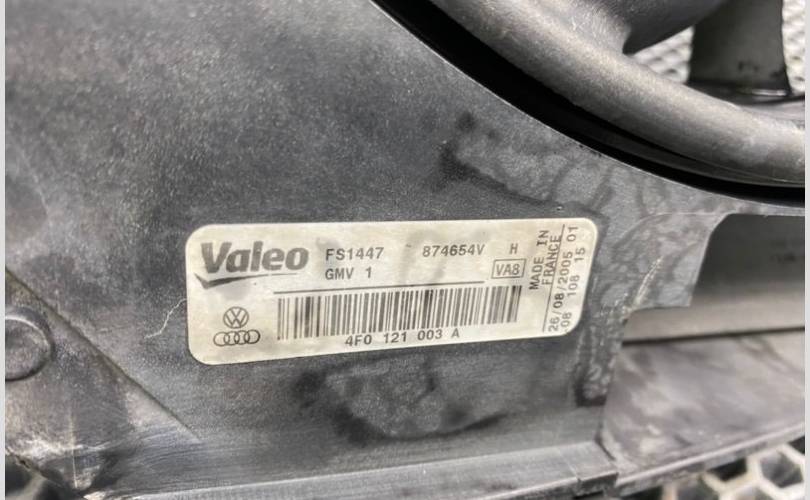 Valeo FS1447 874654V H
GMV 1 VA8
4F0 121 003 A
MADE IN
FRANCE
26/08/2005 01
08 108 15